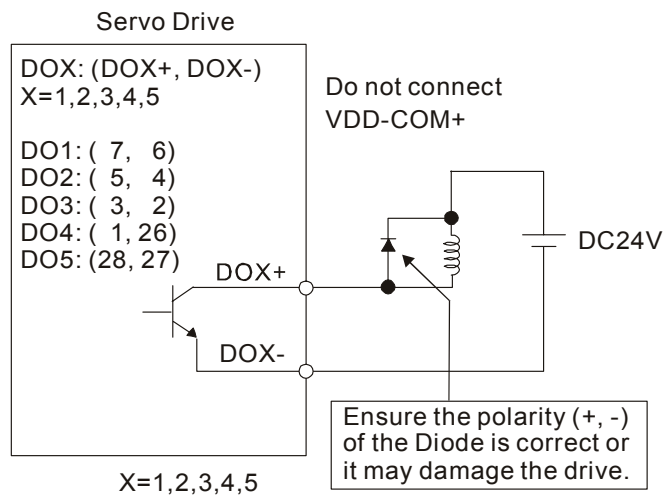 Servo Drive
DOX: (DOX+, DOX-)
X=1,2,3,4,5
DO1: ( 7, 6)
DO2: ( 5, 4)
DO3: ( 3, 2)
DO4: ( 1, 26)
DO5: (28, 27)
Do not connect
VDD-COM+
DC24V
DOX+
DOX-
Ensure the polarity (+, -)
of the Diode is correct or
it may damage the drive.
X=1,2,3,4,5